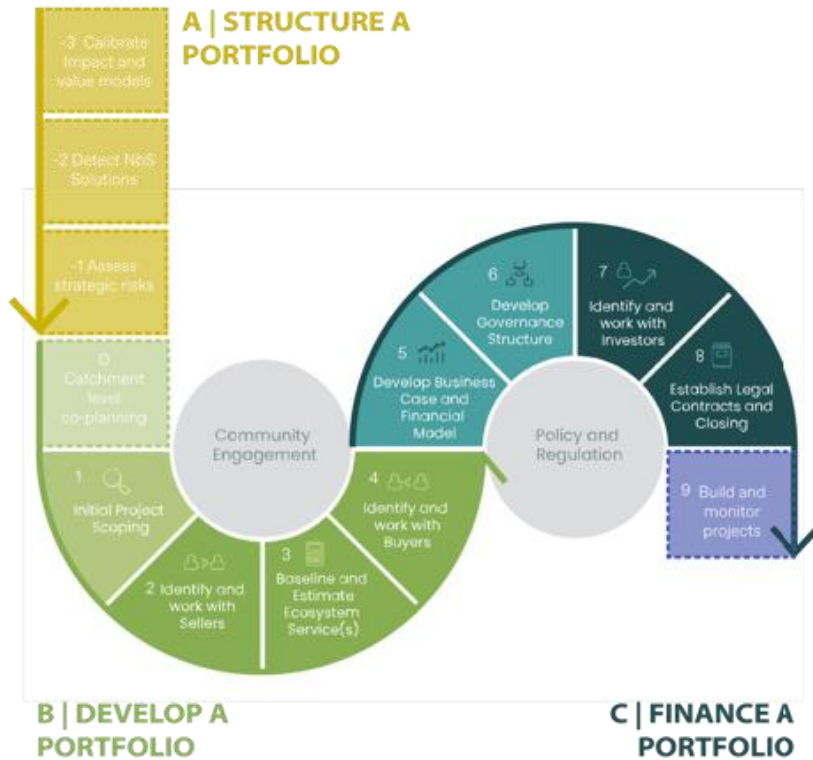 A | STRUCTURE A
PORTFOLIO
-3 Calibrate
Impact and
value models
-2 Detect NbS
Solutions
-1 Assess
strategic risks
0
Catchment
level
co-planning
1
Initial Project
Scoping
2 Identify and
work with
Sellers
3
Baseline and
Estimate
Ecosystem
Service(s)
4
Identify and
work with
Buyers
Community
Engagement
5
Develop Business
Case and
Financial
Model
6
Develop
Governance
Structure
7
Identify and
work with
Investors
8
Establish Legal
Contracts and
Closing
Policy and
Regulation
9 Build and
monitor
projects
B | DEVELOP A
PORTFOLIO
C | FINANCE A
PORTFOLIO